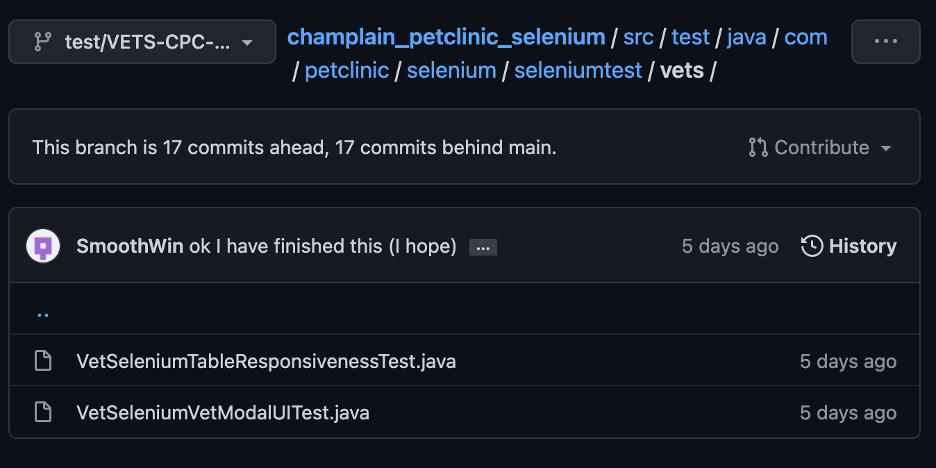 test/VETS-CPC-...
champlain_petclinic_selenium / src / test / java / com
/ petclinic / selenium / seleniumtest / vets /
...
This branch is 17 commits ahead, 17 commits behind main.
Contribute
SmoothWin ok I have finished this (I hope) ... 5 days ago History
..
VetSeleniumTableResponsivenessTest.java 5 days ago
VetSeleniumVetModalUITest.java 5 days ago